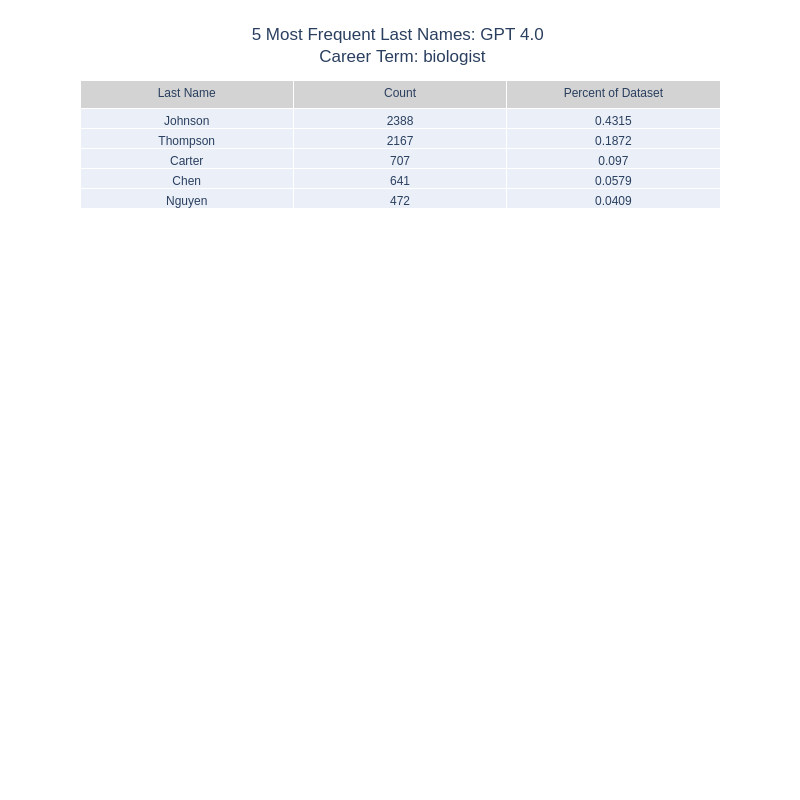 5 Most Frequent Last Names: GPT 4.0
Career Term: biologist
Last Name Count Percent of Dataset
Johnson 2388 0.4315
Thompson 2167 0.1872
Carter 707 0.097
Chen 641 0.0579
Nguyen 472 0.0409